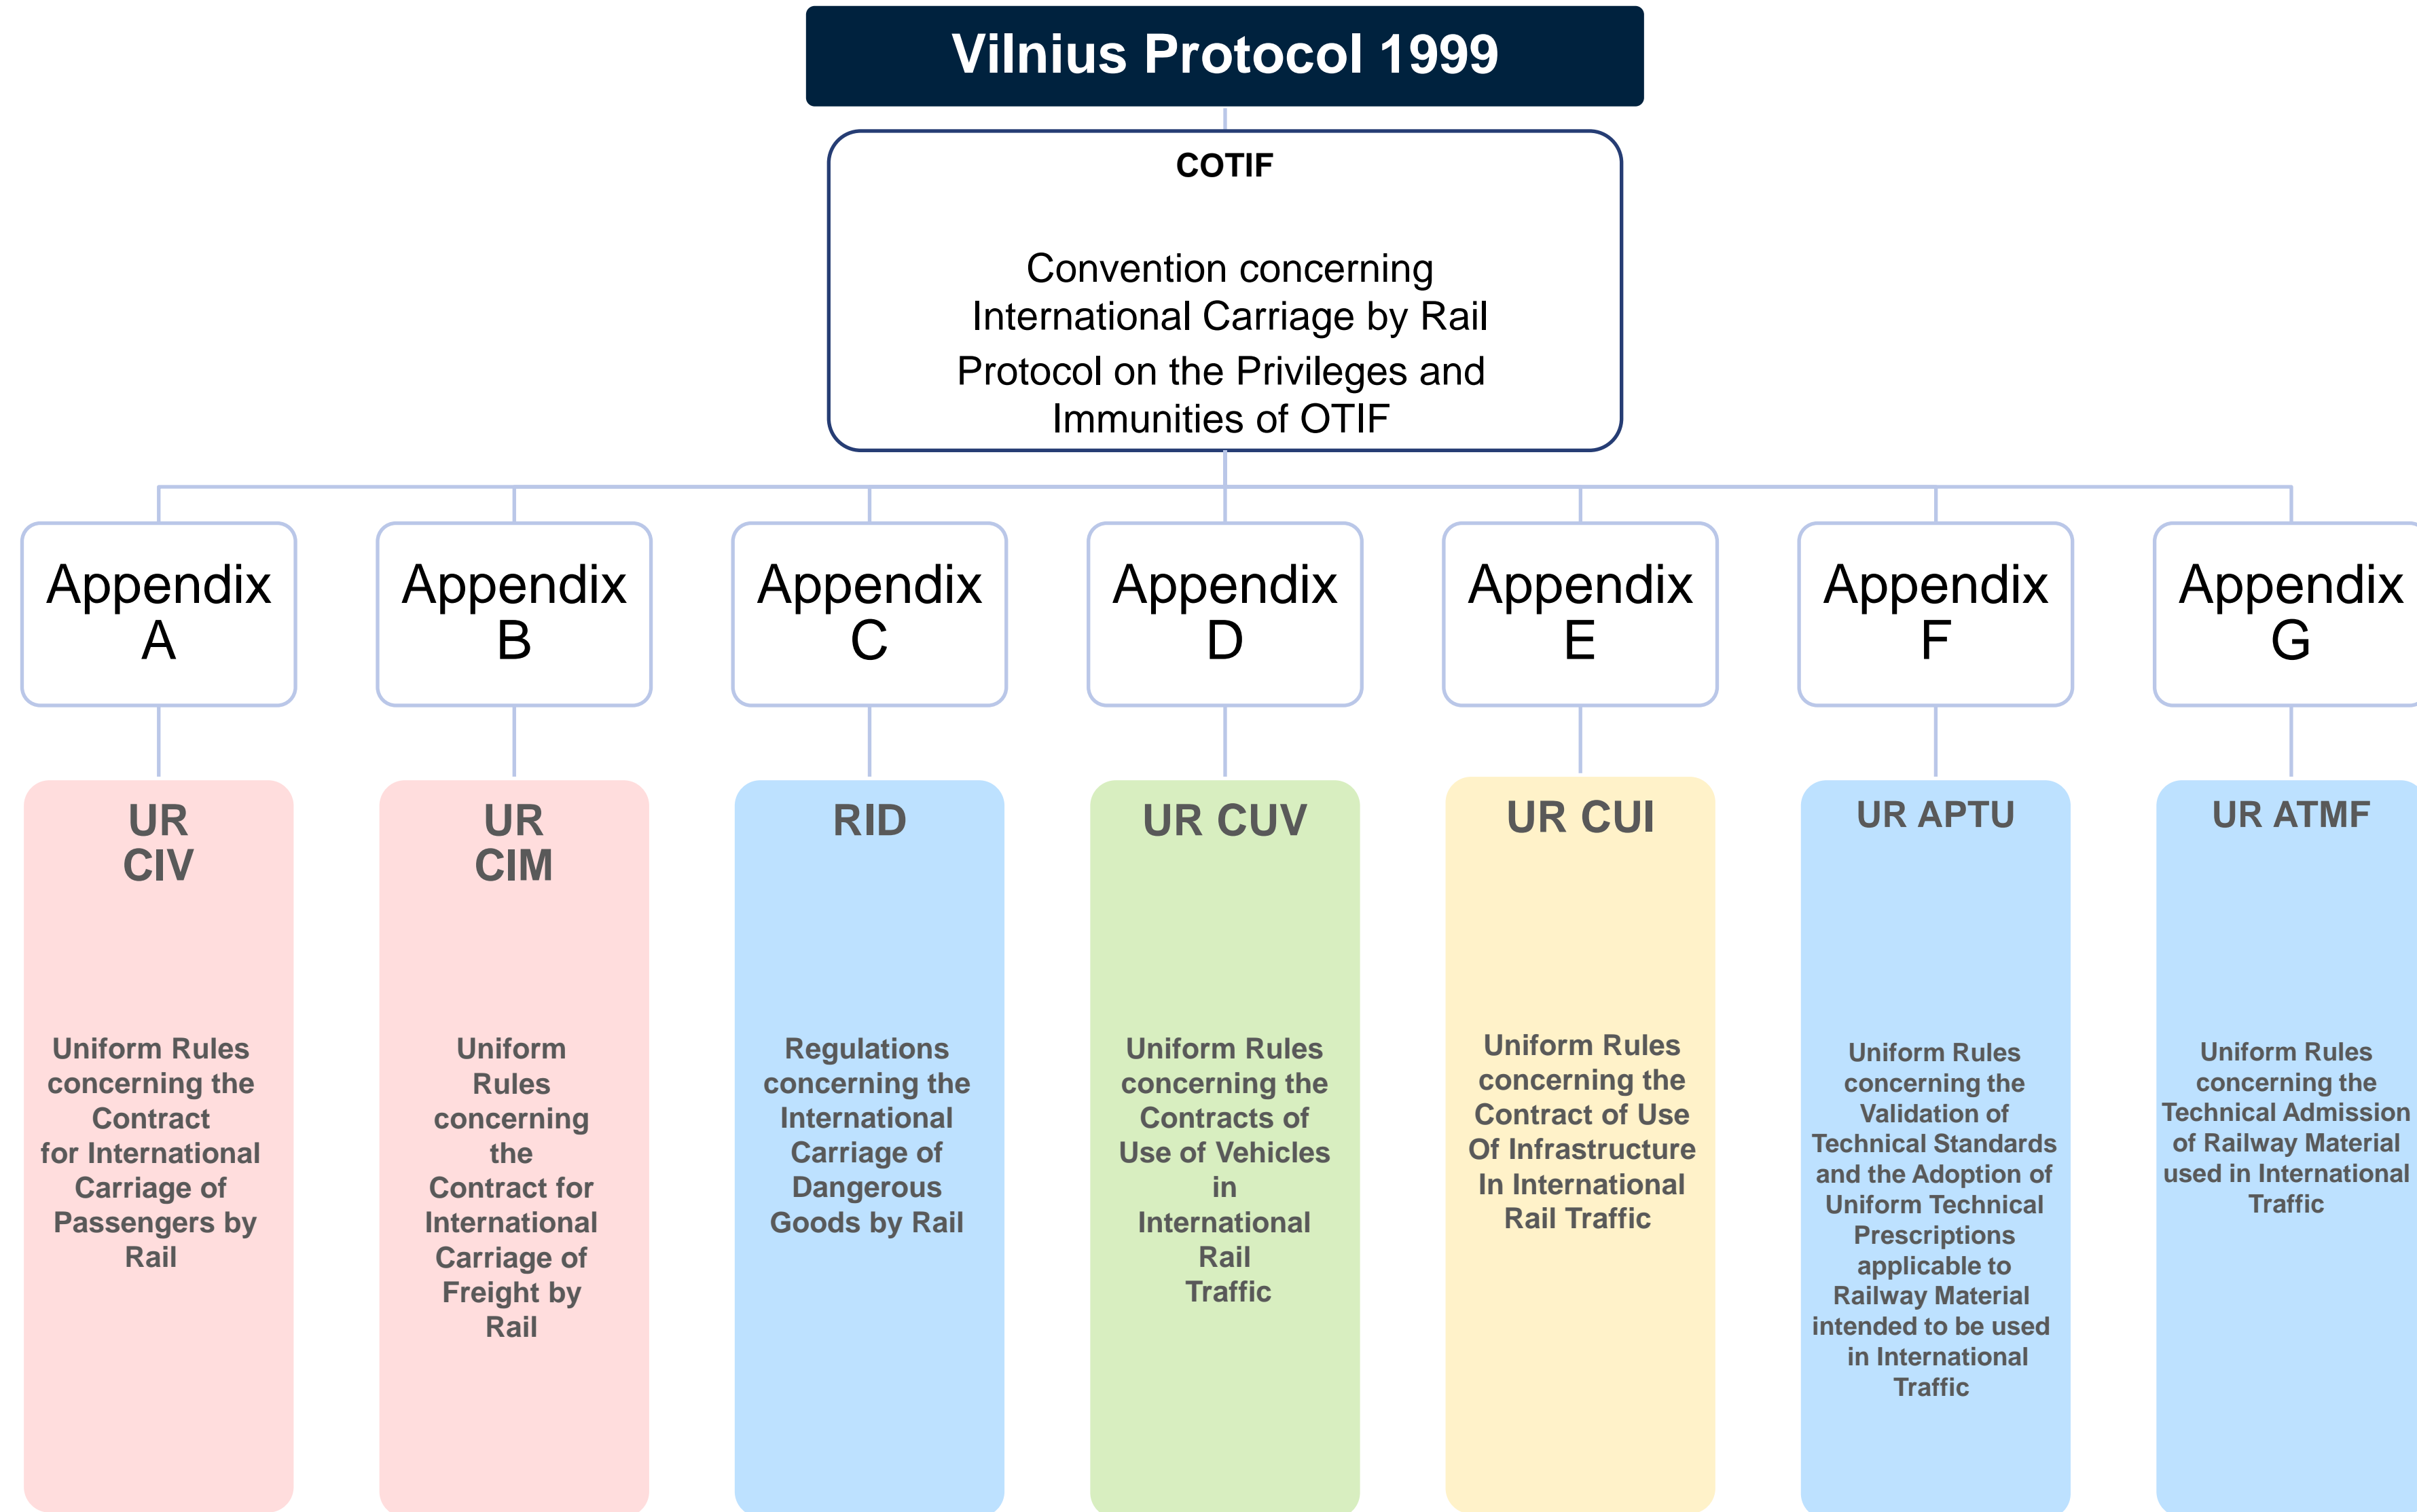 Vilnius Protocol 1999
COTIF
Convention concerning
International Carriage by Rail
Protocol on the Privileges and
Immunities of OTIF
Appendix
A
Appendix
B
Appendix
C
Appendix
D
Appendix
E
Appendix
F
Appendix
G
UR
CIV
Uniform Rules
concerning the
Contract
for International
Carriage of
Passengers by
Rail
UR
CIM
Uniform
Rules
concerning
the
Contract for
International
Carriage of
Freight by
Rail
RID
Regulations
concerning the
International
Carriage of
Dangerous
Goods by Rail
UR CUV
Uniform Rules
concerning the
Contracts of
Use of Vehicles
in
International
Rail
Traffic
UR CUI
Uniform Rules
concerning the
Contract of Use
Of Infrastructure
In International
Rail Traffic
UR APTU
Uniform Rules
concerning the
Validation of
Technical Standards
and the Adoption of
Uniform Technical
Prescriptions
applicable to
Railway Material
intended to be used
in International
Traffic
UR ATMF
Uniform Rules
concerning the
Technical Admission
of Railway Material
used in International
Traffic